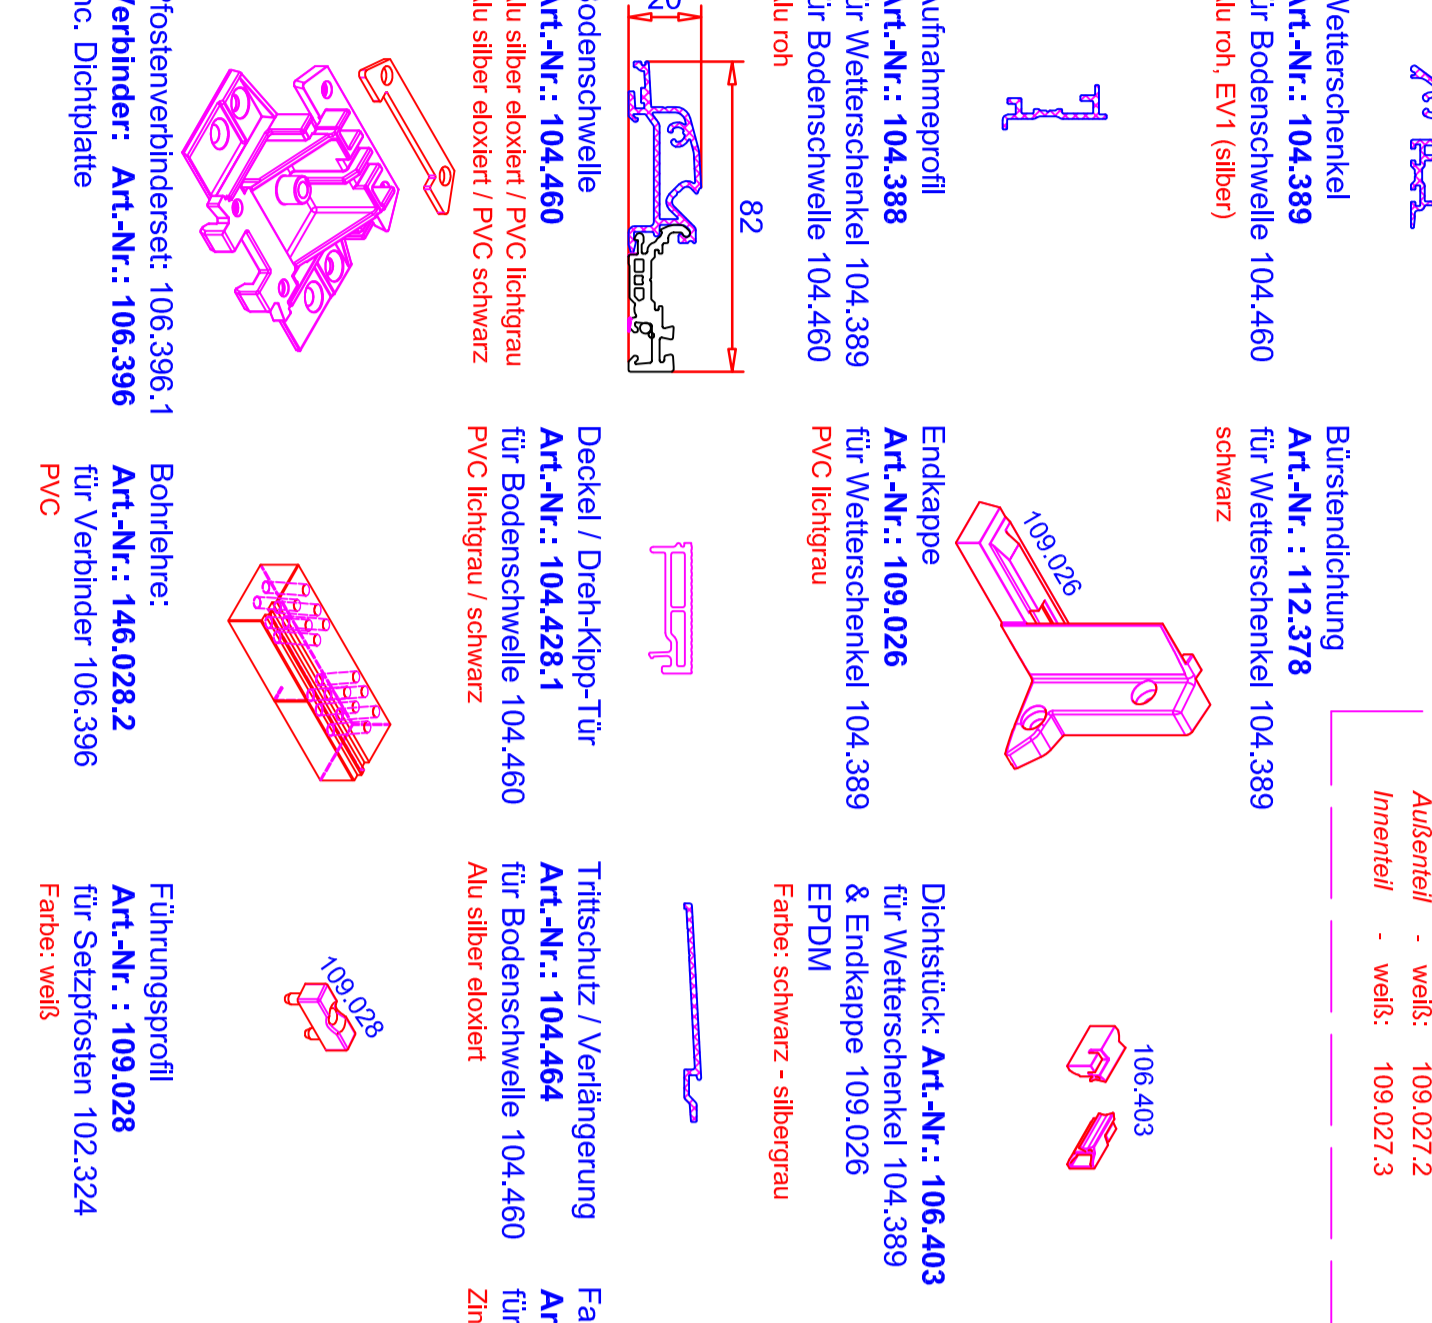 Außenteil - weiß: 109.027.2
Innenteil - weiß: 109.027.3
Wetterschenkel
Art.-Nr.: 104.389
für Bodenschwelle 104.460
Alu roh, EV1 (silber)
Bürstendichtung
Art.-Nr. : 112.378
für Wetterschenkel 104.389
schwarz
Aufnahmeprofil
Art.-Nr.: 104.388
für Wetterschenkel 104.389
für Bodenschwelle 104.460
Alu roh
109.026
Endkappe
Art.-Nr.: 109.026
für Wetterschenkel 104.389
PVC lichtgrau
106.403
Dichtstück: Art.-Nr.: 106.403
für Wetterschenkel 104.389
& Endkappe 109.026
EPDM
Farbe: schwarz - silbergrau
82
Bodenschwelle
Art.-Nr.: 104.460
Alu silber eloxiert / PVC lichtgrau
Alu silber eloxiert / PVC schwarz
Deckel / Dreh-Kipp-Tür
Art.-Nr.: 104.428.1
für Bodenschwelle 104.460
PVC lichtgrau / schwarz
Trittschutz / Verlängerung
Art.-Nr.: 104.464
für Bodenschwelle 104.460
Alu silber eloxiert
Fa
Ar
für
Zin
Pfostenverbinderset: 106.396.1
Verbinder: Art.-Nr.: 106.396
nc. Dichtplatte
Bohrlehre:
Art.-Nr.: 146.028.2
für Verbinder 106.396
PVC
109.028
Führungsprofil
Art.-Nr. : 109.028
für Setzpfosten 102.324
Farbe: weiß